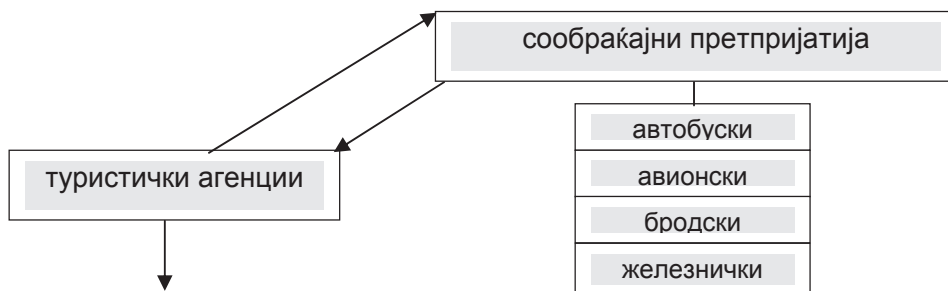 сообраќајни претпријатија
автобуски
туристички агенции
авионски
бродски
железнички